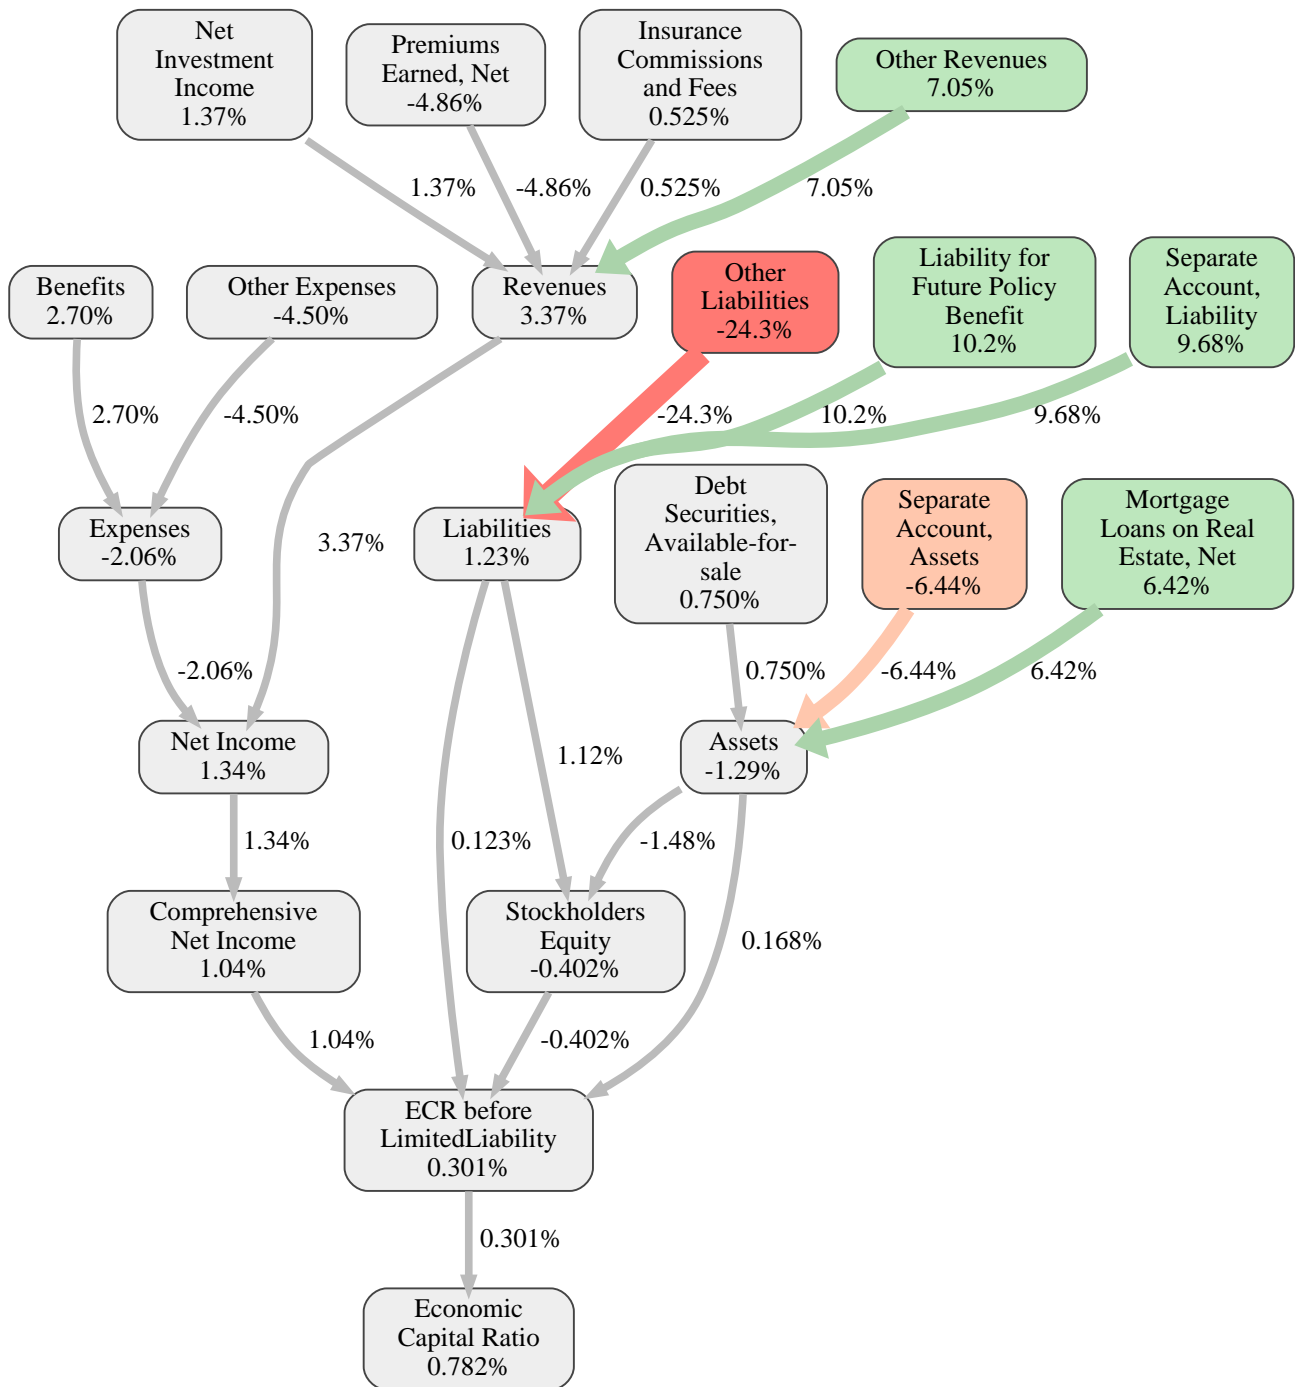 Net
Investment
Income
1.37%
Premiums
Earned, Net
-4.86%
Insurance
Commissions
and Fees
0.525%
Other Revenues
7.05%
1.37%
-4.86%
0.525%
7.05%
Benefits
2.70%
Other Expenses
-4.50%
Revenues
3.37%
Other
Liabilities
-24.3%
Liability for
Future Policy
Benefit
10.2%
Separate
Account,
Liability
9.68%
2.70%
-4.50%
-24.3%
10.2%
9.68%
Expenses
-2.06%
3.37%
Liabilities
1.23%
Debt
Securities,
Available-for-
sale
0.750%
Separate
Account,
Assets
-6.44%
Mortgage
Loans on Real
Estate, Net
6.42%
-2.06%
0.750%
-6.44%
6.42%
Net Income
1.34%
1.12%
Assets
-1.29%
1.34%
0.123%
-1.48%
Comprehensive
Net Income
1.04%
Stockholders
Equity
-0.402%
0.168%
1.04%
-0.402%
ECR before
LimitedLiability
0.301%
0.301%
Economic
Capital Ratio
0.782%